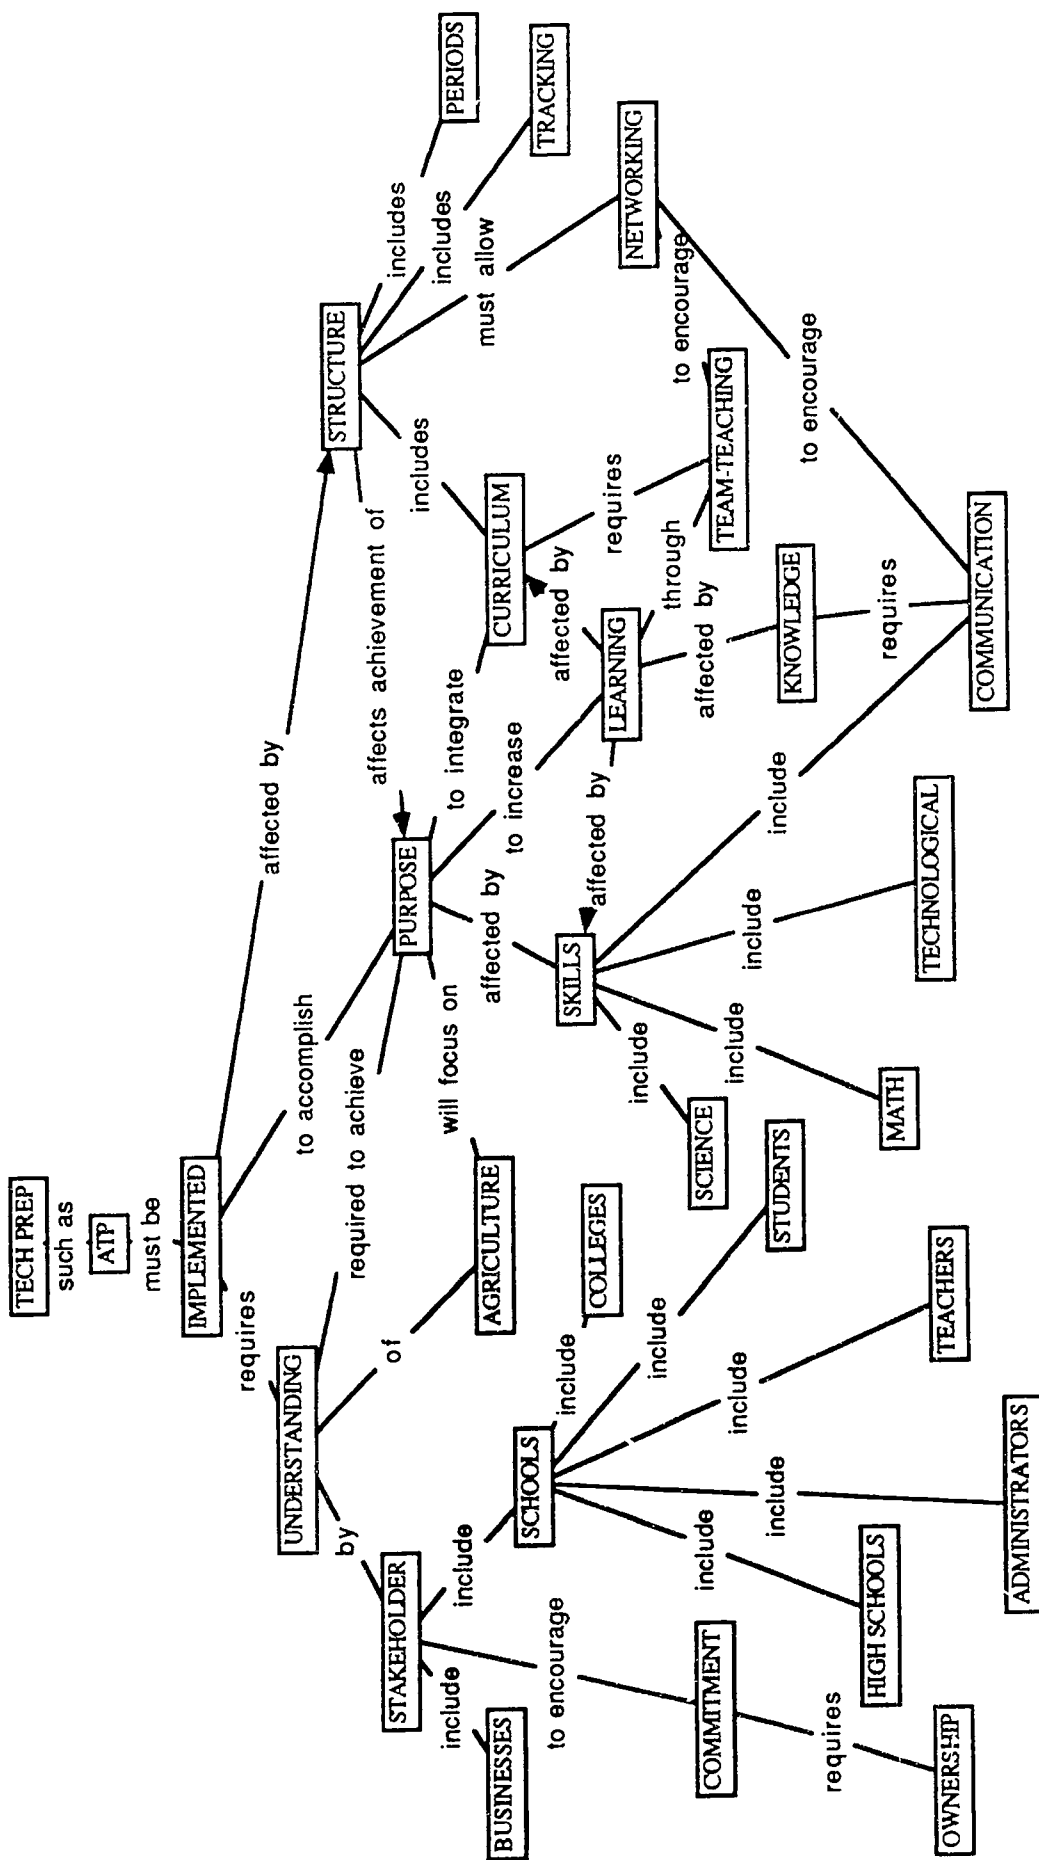 TECH PREP
such as
ATP
must be
IMPLEMENTED
requires
to accomplish
affected by
UNDERSTANDING
required to achieve
affects achievement of
STRUCTURE
by
of
will focus on
PURPOSE
to integrate
includes
includes
includes
must allow
PERIODS
TRACKING
STAKEHOLDER
include
include
to encourage
BUSINESSES
SCHOOLS
AGRICULTURE
affected by
to increase
CURRICULUM
affected by
requires
include
include
include
include
include
COLLEGES
SKILLS
affected by
LEARNING
through
affected by
to encourage
NETWORKING
COMMITMENT
requires
SCIENCE
include
include
include
include
TEAM-TEACHING
to encourage
STUDENTS
KNOWLEDGE
requires
HIGH SCHOOLS
MATH
TECHNOLOGICAL
OWNERSHIP
TEACHERS
COMMUNICATION
ADMINISTRATORS